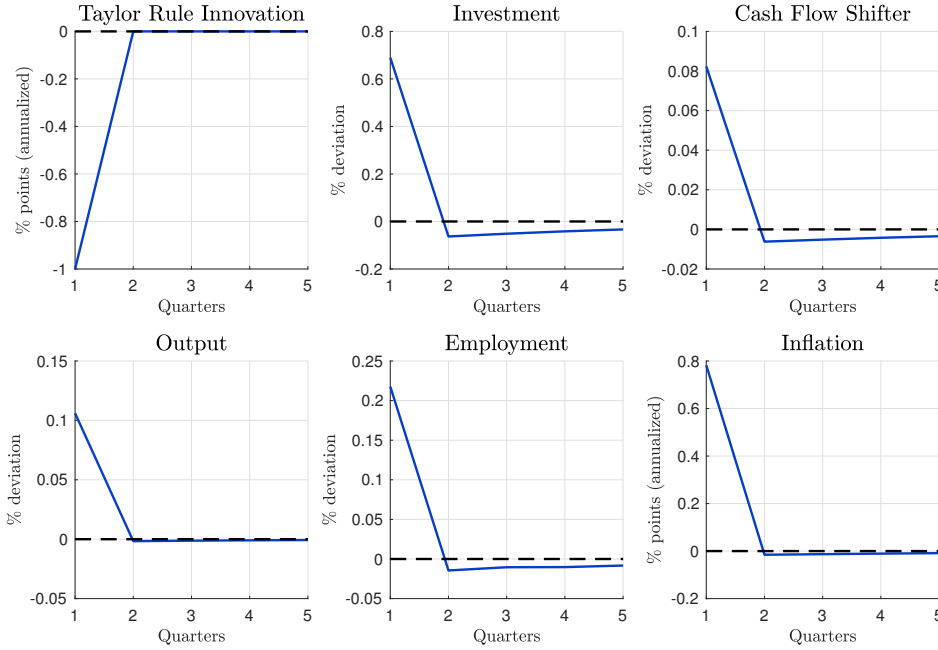 Taylor Rule Innovation
% points (annualized)
0
-0.2
-0.4
-0.6
-0.8
-1
1 2 3 4 5
Quarters
Investment
% deviation
0.8
0.6
0.4
0.2
0
-0.2
1 2 3 4 5
Quarters
Cash Flow Shifter
% deviation
0.1
0.08
0.06
0.04
0.02
0
-0.02
1 2 3 4 5
Quarters
Output
% deviation
0.15
0.1
0.05
0
-0.05
1 2 3 4 5
Quarters
Employment
% deviation
0.25
0.2
0.15
0.1
0.05
0
-0.05
1 2 3 4 5
Quarters
Inflation
% points (annualized)
0.8
0.6
0.4
0.2
0
-0.2
1 2 3 4 5
Quarters